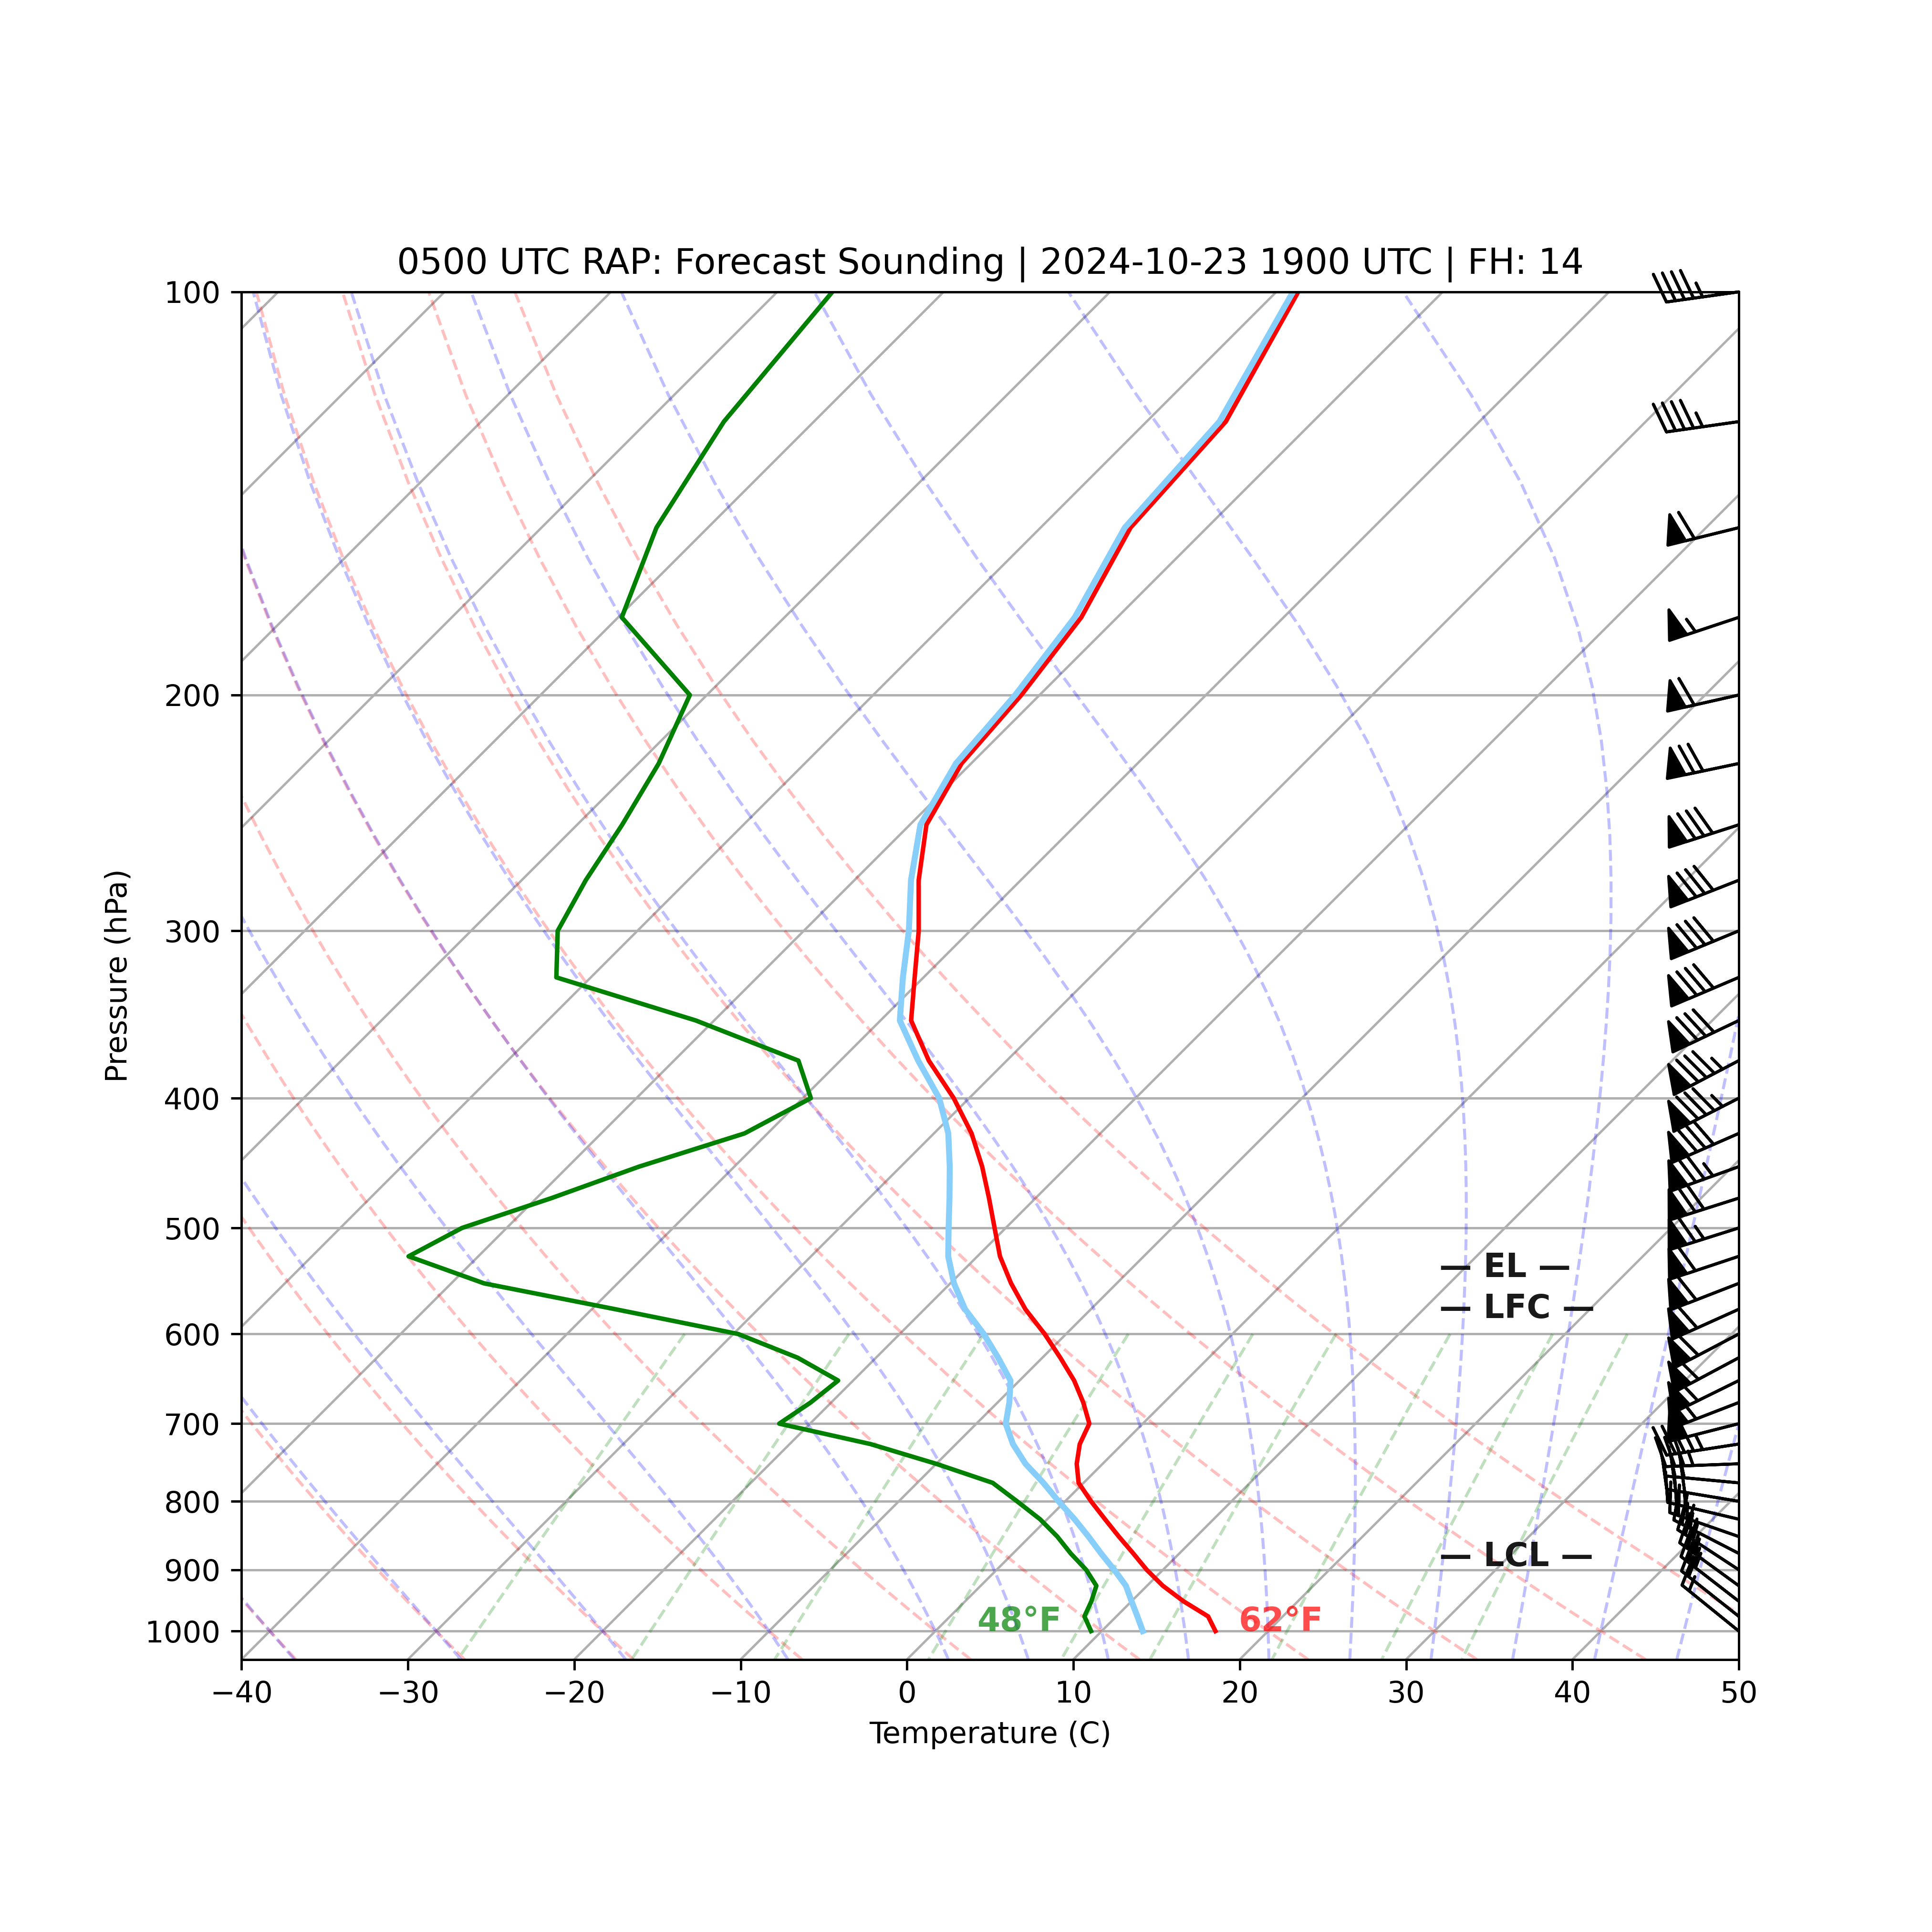 0500 UTC RAP: Forecast Sounding | 2024-10-23 1900 UTC | FH: 14
100
200
300
400
500
600
700
800
900
1000
Pressure (hPa)
— EL —
— LFC —
— LCL —
48°F
62°F
−40 −30 −20 −10 0 10 20 30 40 50
Temperature (C)